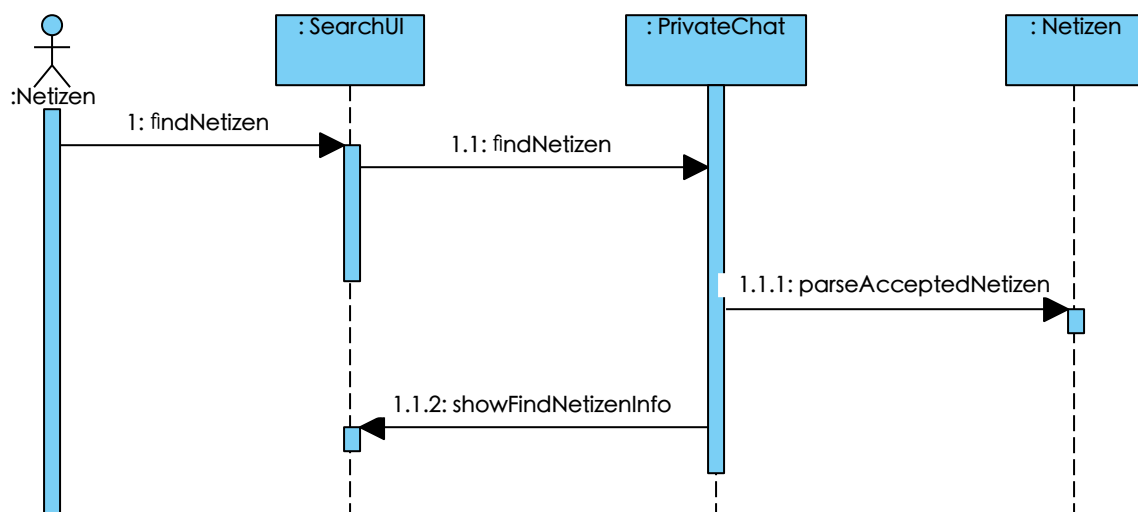 : SearchUI
: PrivateChat
: Netizen
:Netizen
1: findNetizen
1.1: findNetizen
1.1.1: parseAcceptedNetizen
1.1.2: showFindNetizenInfo